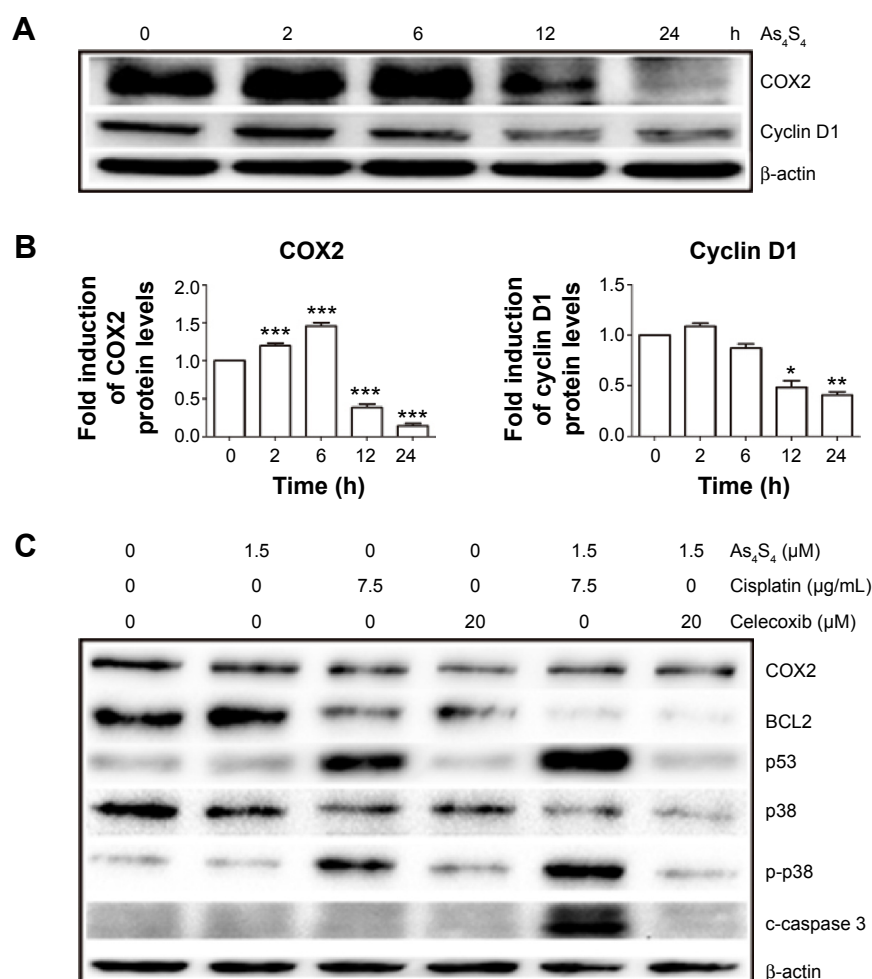 A
0 2 6 12 24 h As₄S₄
COX2
Cyclin D1
β-actin
B
COX2
Fold induction
of COX2
protein levels
2.0
1.5
1.0
0.5
0.0
***
***
***
***
0 2 6 12 24
Time (h)
Cyclin D1
Fold induction
of cyclin D1
protein levels
1.5
1.0
0.5
0.0
*
**
0 2 6 12 24
Time (h)
C
0 1.5 0 0 1.5 1.5 As₄S₄ (µM)
0 0 7.5 0 7.5 0 Cisplatin (µg/mL)
0 0 0 20 0 20 Celecoxib (µM)
COX2
BCL2
p53
p38
p-p38
c-caspase 3
β-actin